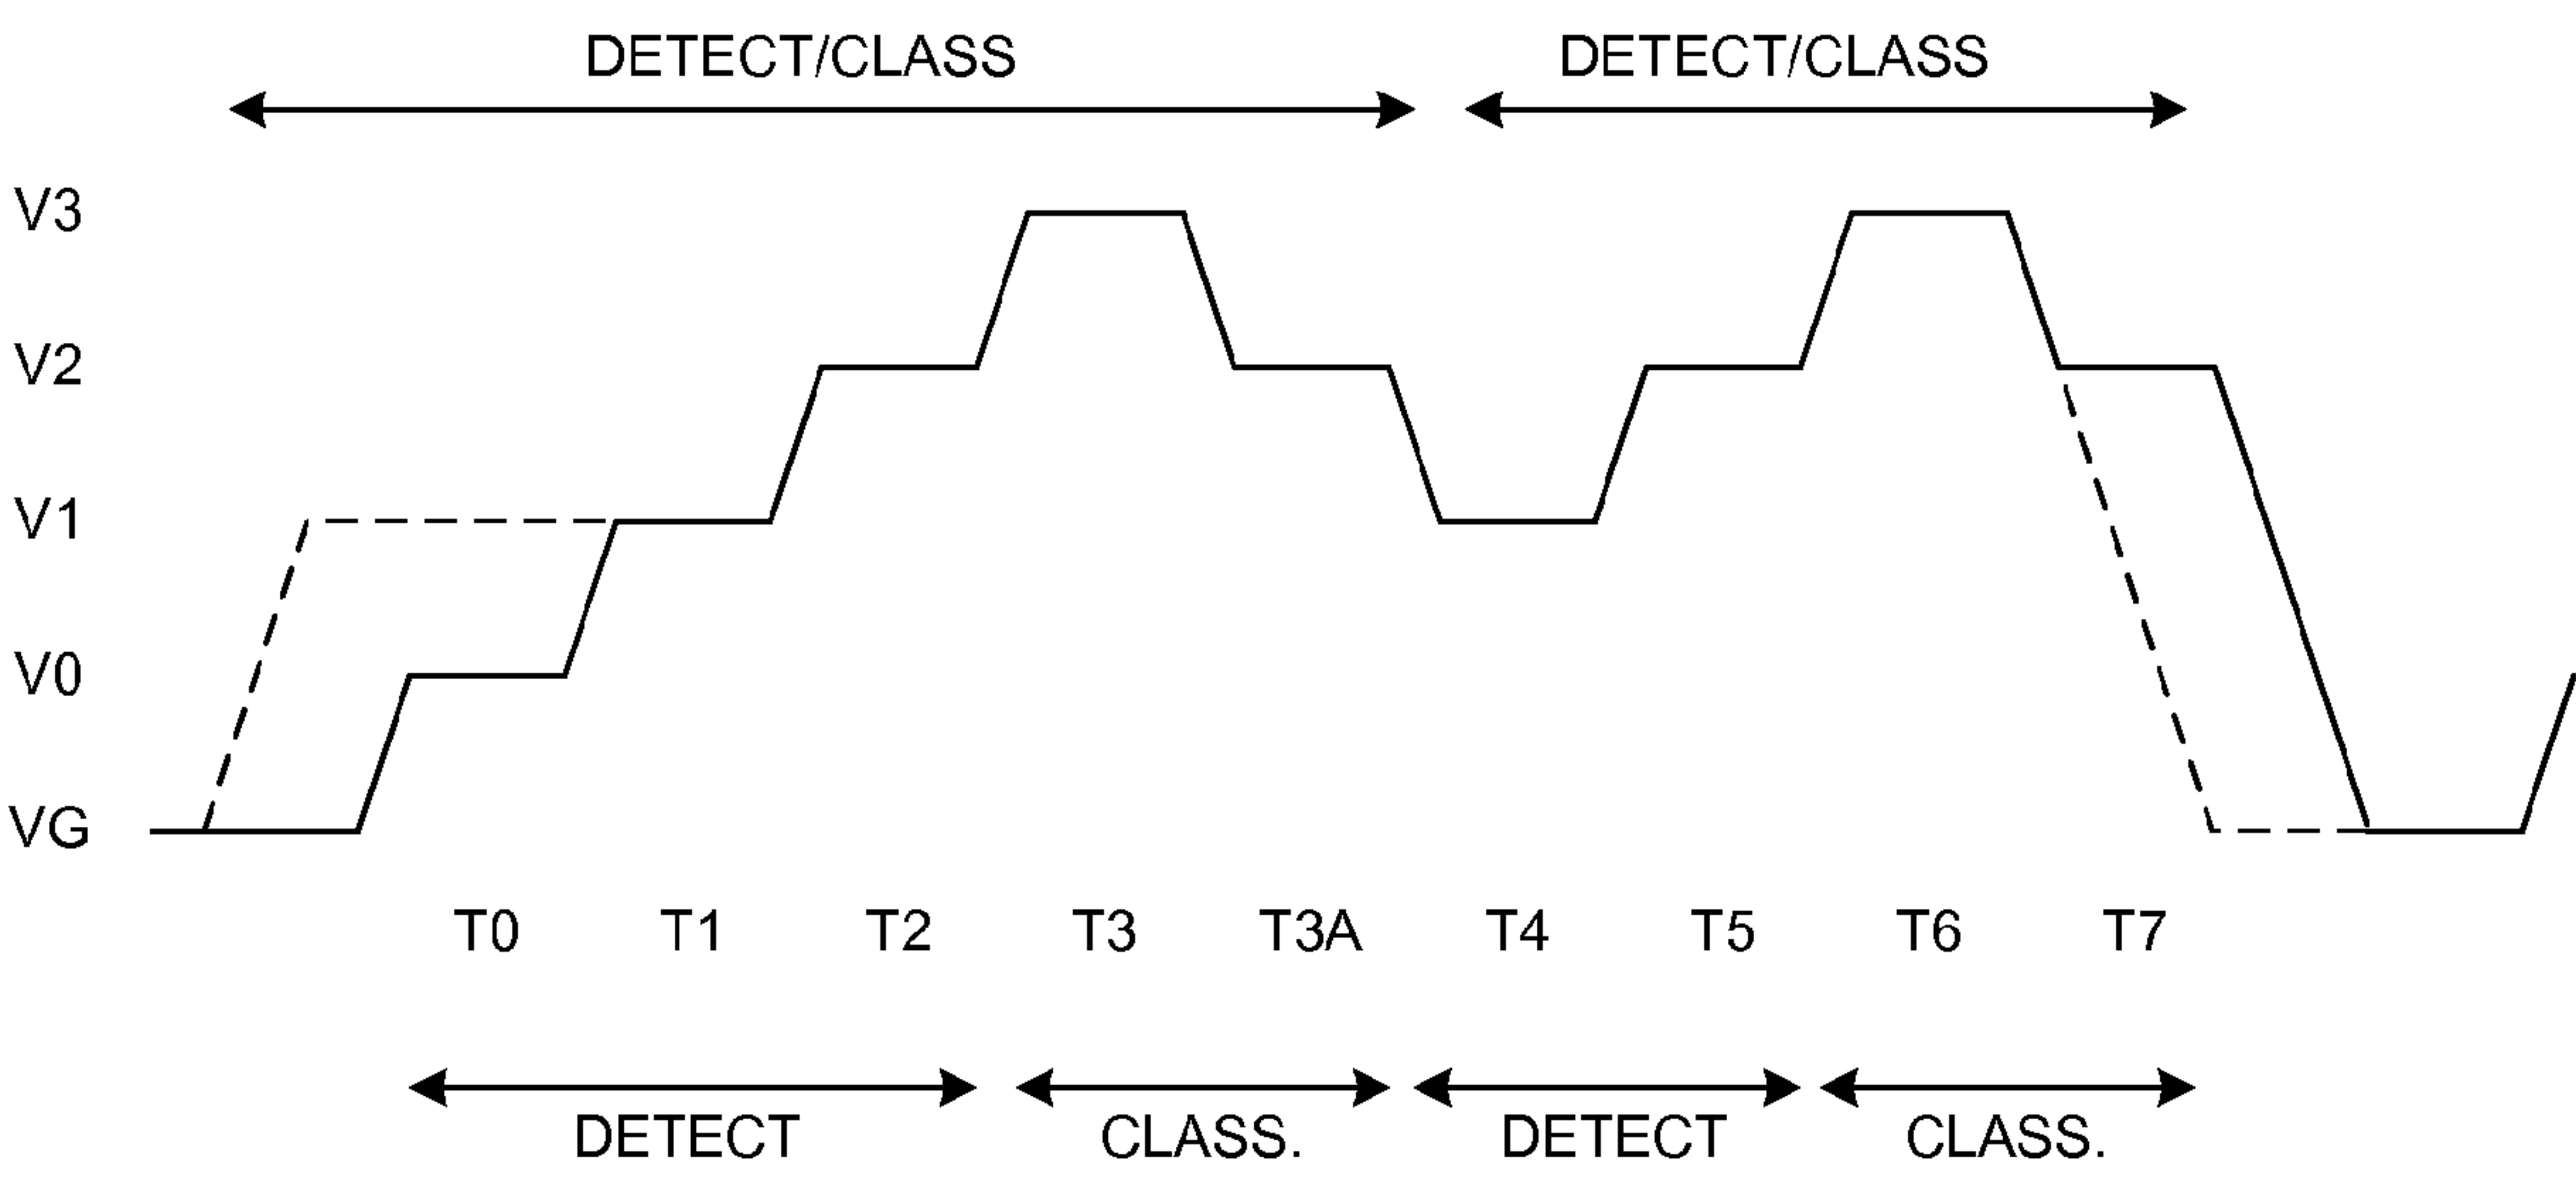 DETECT/CLASS DETECT/CLASS
V3
V2
V1
V0
VG
T0 T1 T2 T3 T3A T4 T5 T6 T7
DETECT CLASS. DETECT CLASS.